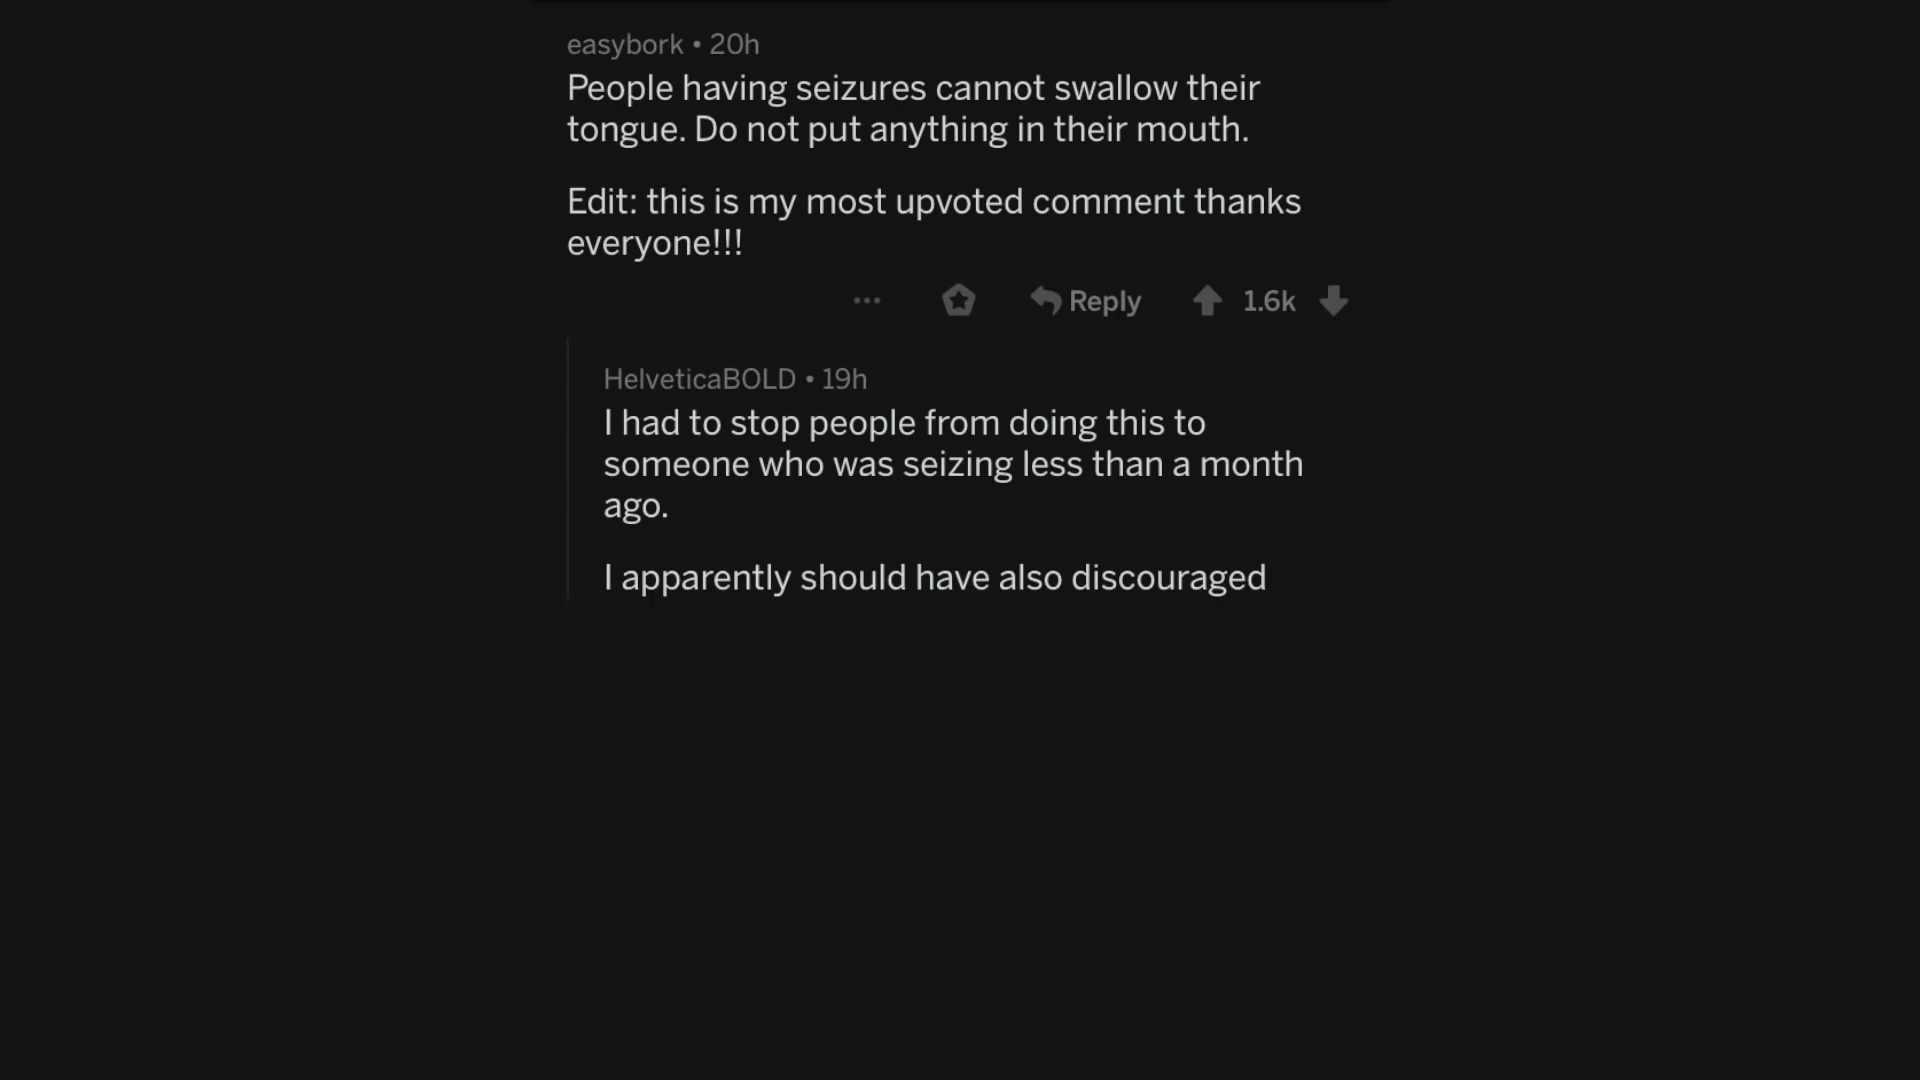 easybork • 20h
People having seizures cannot swallow their
tongue. Do not put anything in their mouth.
Edit: this is my most upvoted comment thanks
everyone!!!
Reply 1.6k
HelveticaBOLD • 19h
I had to stop people from doing this to
someone who was seizing less than a month
ago.
I apparently should have also discouraged